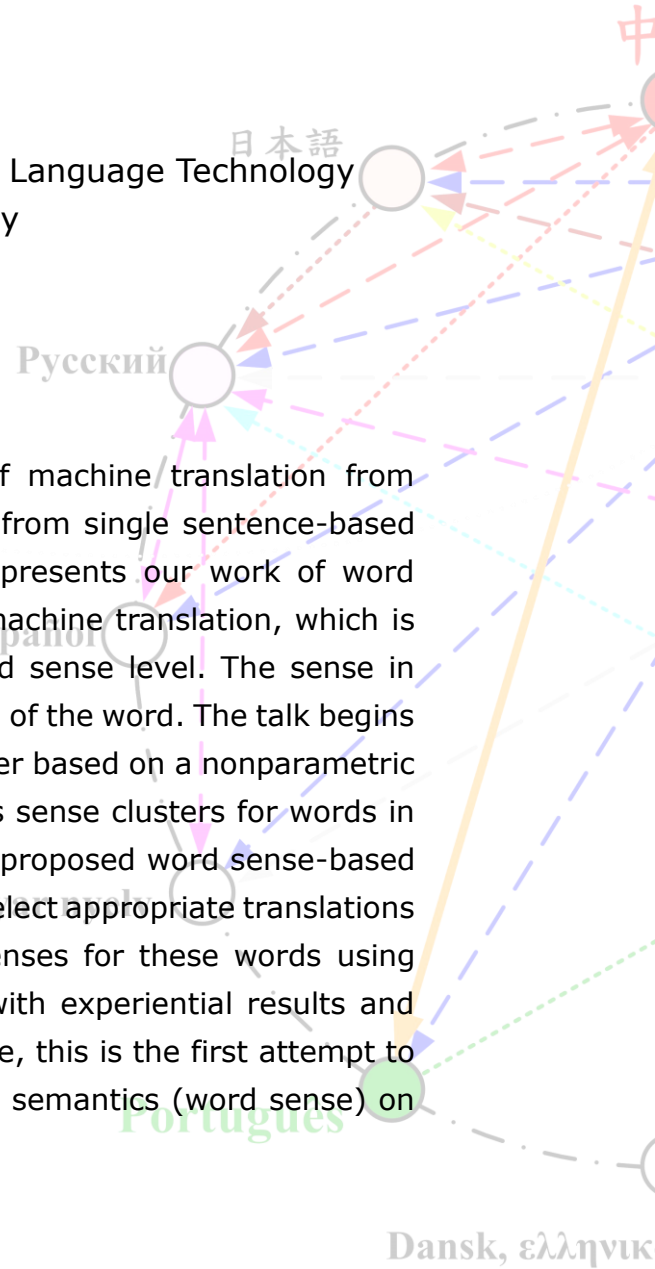 中
日本語
Language Technology
y
Русский
f machine translation from
from single sentence-based
presents our work of word
machine translation, which is
pañol
d sense level. The sense in
of the word. The talk begins
er based on a nonparametric
s sense clusters for words in
proposed word sense-based
elect appropriate translations
enses for these words using
with experiential results and
e, this is the first attempt to
semantics (word sense) on
Português
Dansk, ελληνικ